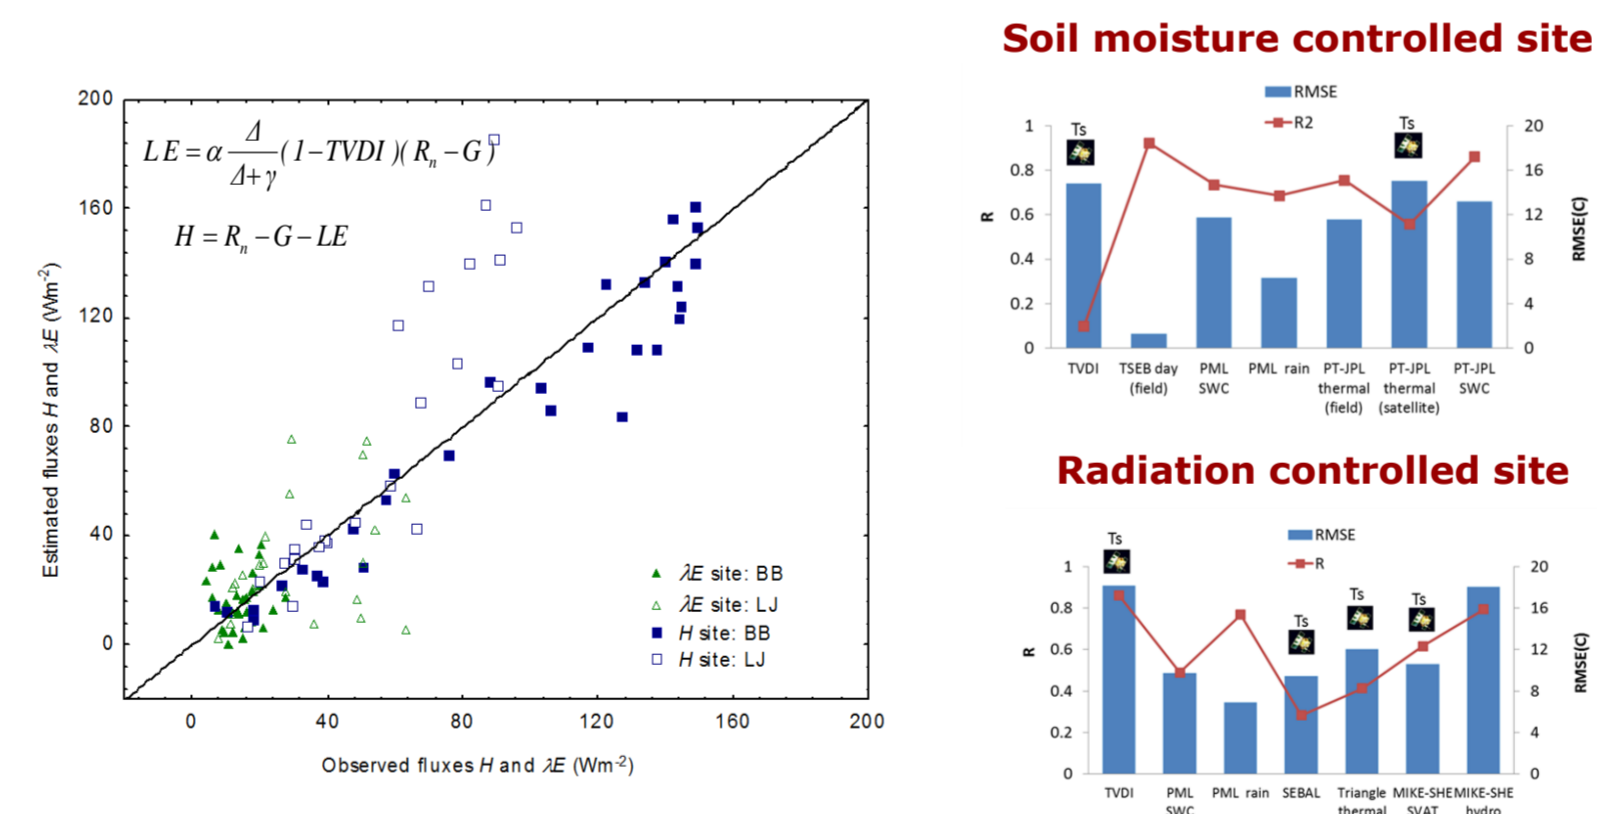 Soil moisture controlled site
RMSE
R2
1
0.8
0.6
0.4
0.2
0
R
20
16
12
8
4
0
RMSE(C)
Ts
Ts
TVDI
TSEB day
(field)
PML
SWC
PML rain
PT-JPL
thermal
(field)
PT-JPL
thermal
(satellite)
PT-JPL
SWC
200
160
120
80
40
0
Estimated fluxes H and λE (Wm-2)
LE = α Δ/Δ+γ (1−TVDI)(Rn −G)
H = Rn −G−LE
λE site: BB
λE site: LJ
H site: BB
H site: LJ
0 40 80 120 160 200
Observed fluxes H and λE (Wm-2)
Radiation controlled site
RMSE
R
1
0.8
0.6
0.4
0.2
0
R
20
16
12
8
4
0
RMSE(C)
Ts
Ts
Ts
Ts
TVDI
PML
SWC
PML rain
SEBAL
Triangle
thermal
MIKE-SHE
SVAT
MIKE-SHE
hydro